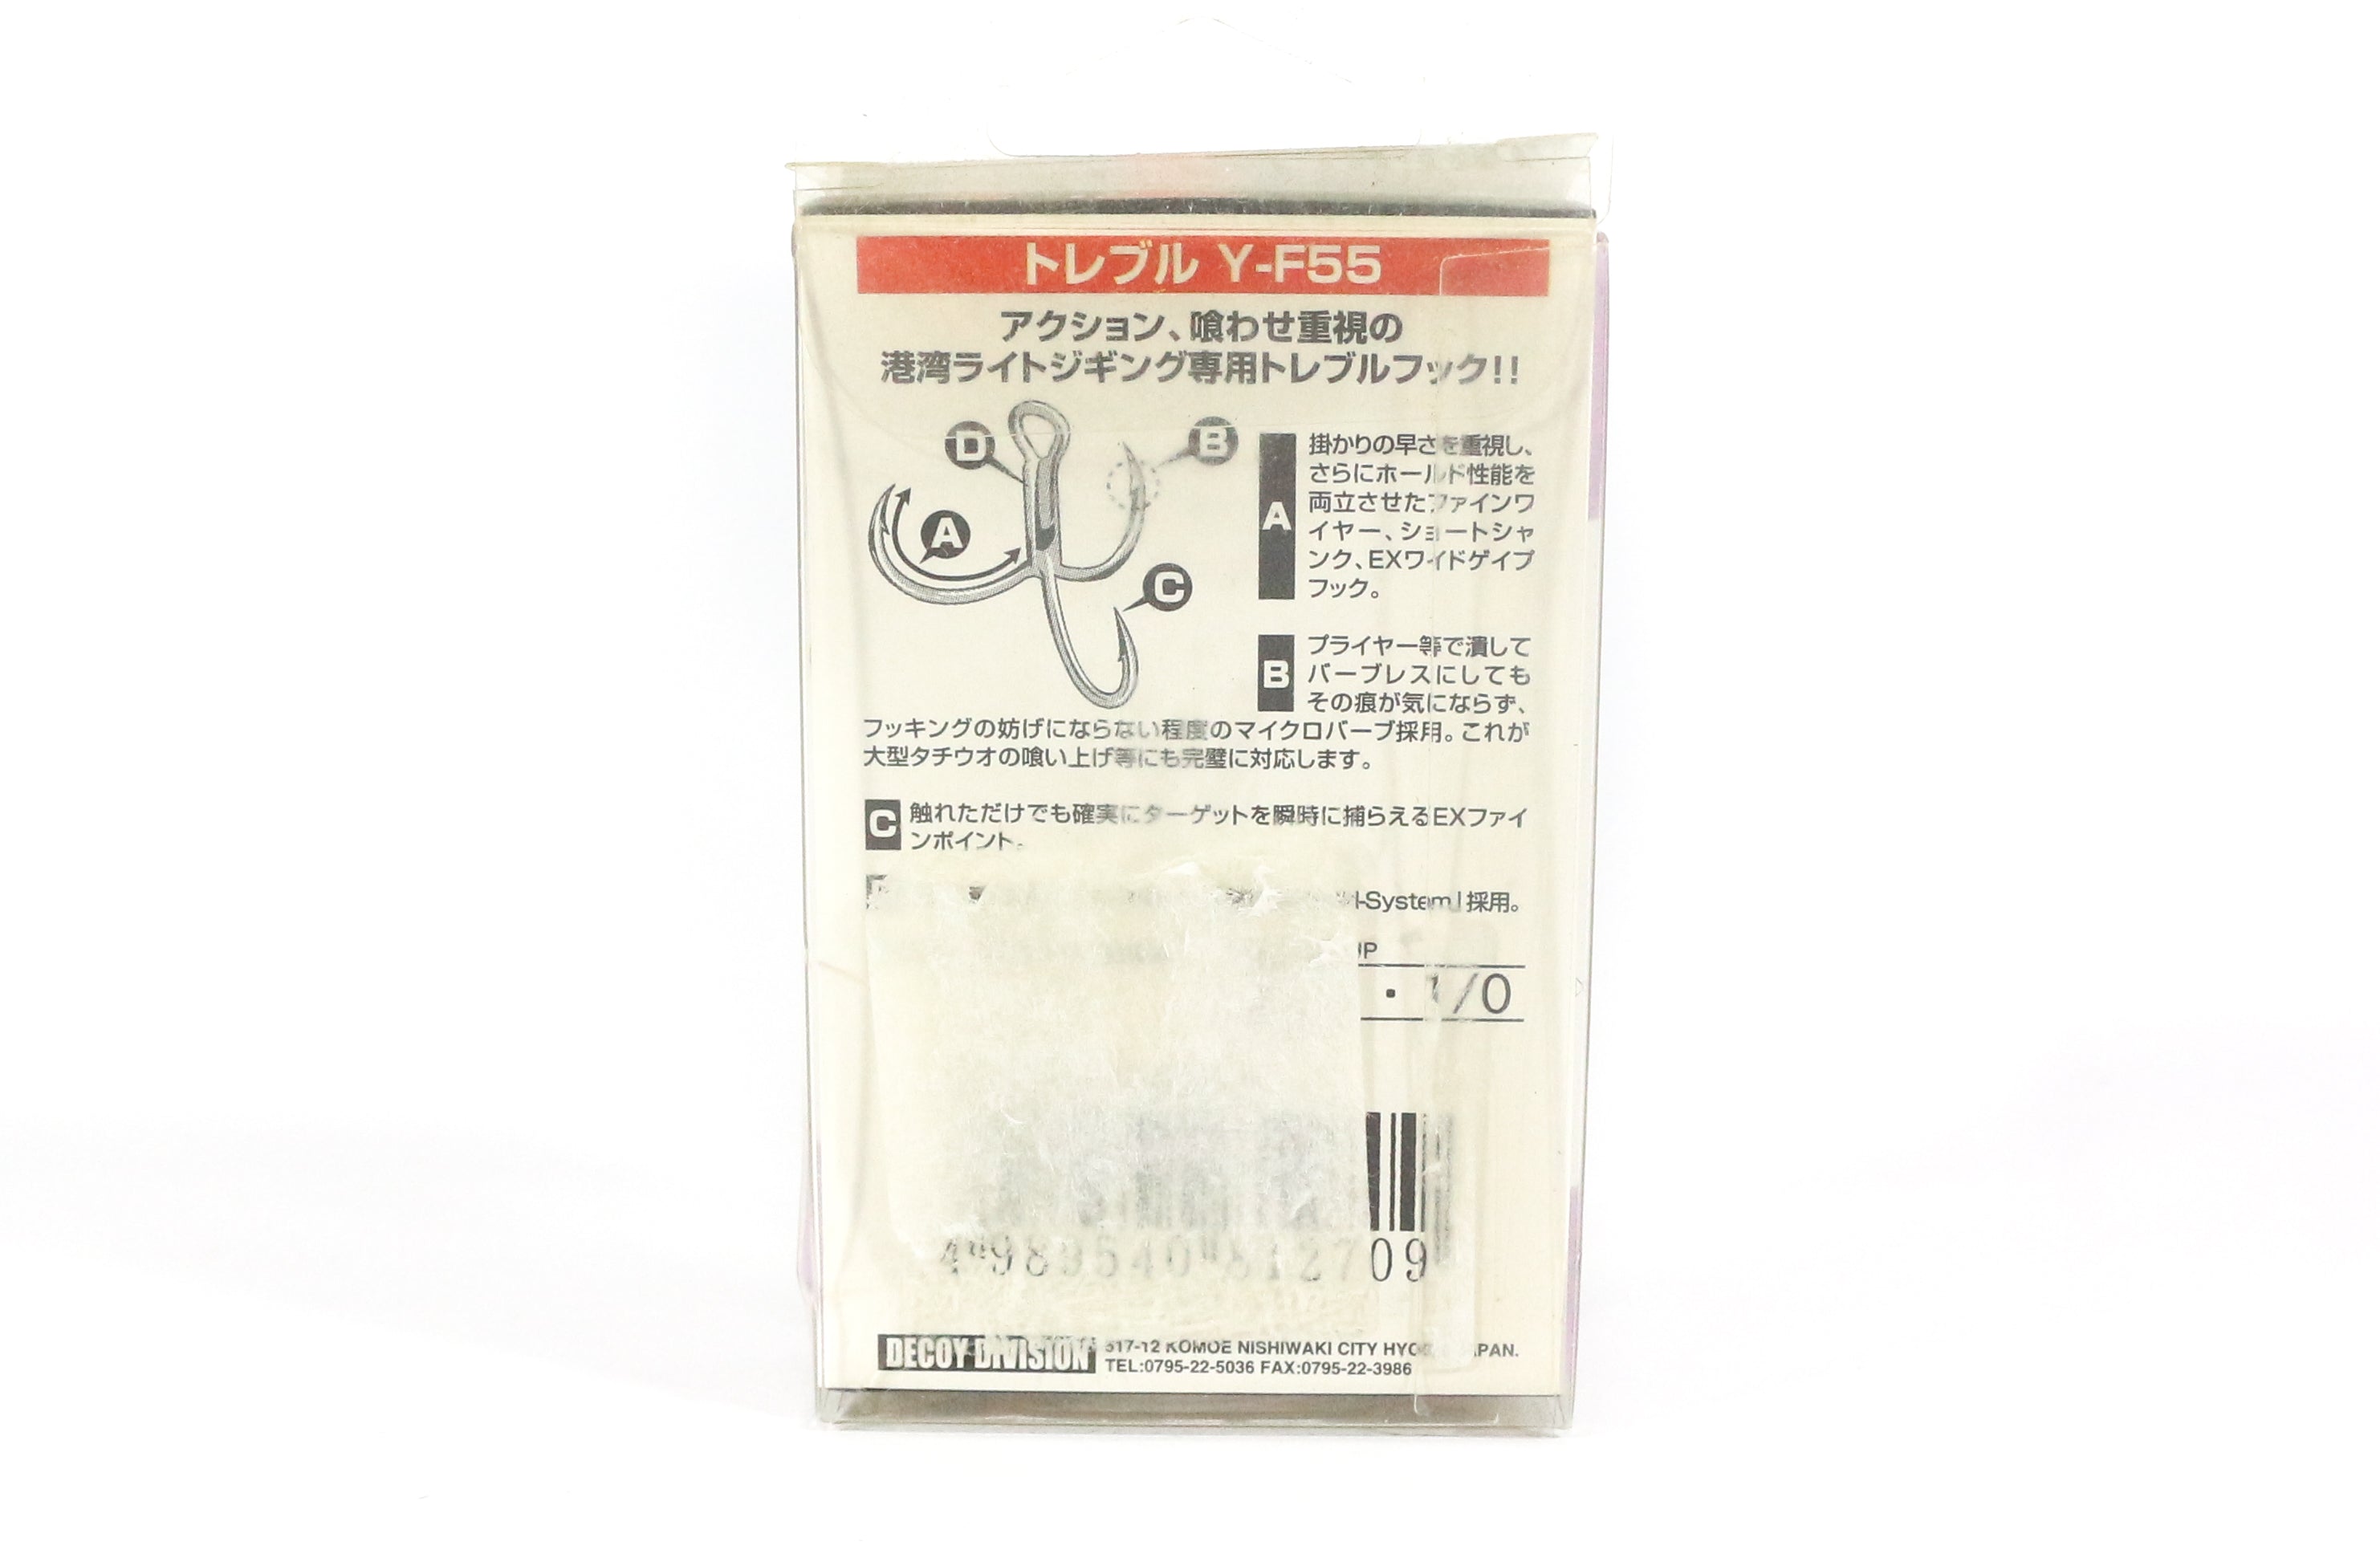 トレブル Y-F55
アクション、喰わせ重視の
港湾ライトジギング専用トレブルフック!!
D
B
A
C
A
掛かりの早さを重視し、
さらにホールド性能を
両立させたファインワ
イヤー、ショートシャ
ンク、EXワイドゲイプ
フック。
B
プライヤー等で潰して
バーブレスにしても
その痕が気にならず、
フッキングの妨げにならない程度のマイクロバーブ採用。これが
大型タチウオの喰い上げ等にも完璧に対応します。
C
触れただけでも確実にターゲットを瞬時に捕らえるEXファイ
ンポイント。
-System」採用。
・ 1/0
4 989540 812709
DECOY DIVISION
517-12 KOMOE NISHIWAKI CITY
TEL:0795-22-5036 FAX:0795-22-3986